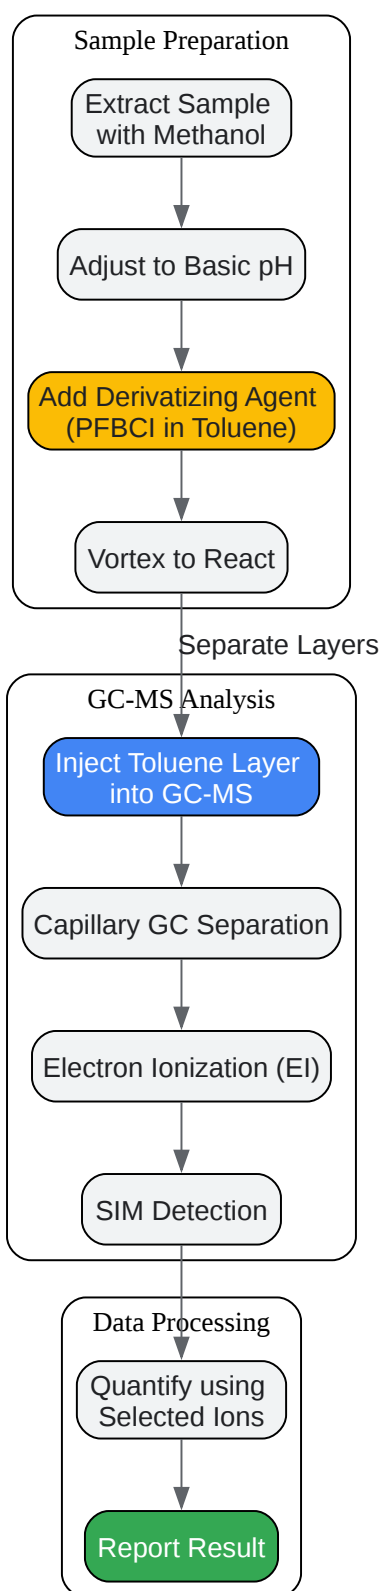 Sample Preparation
Extract Sample
with Methanol
Adjust to Basic pH
Add Derivatizing Agent
(PFBCI in Toluene)
Vortex to React
Separate Layers
GC-MS Analysis
Inject Toluene Layer
into GC-MS
Capillary GC Separation
Electron Ionization (EI)
SIM Detection
Data Processing
Quantify using
Selected Ions
Report Result